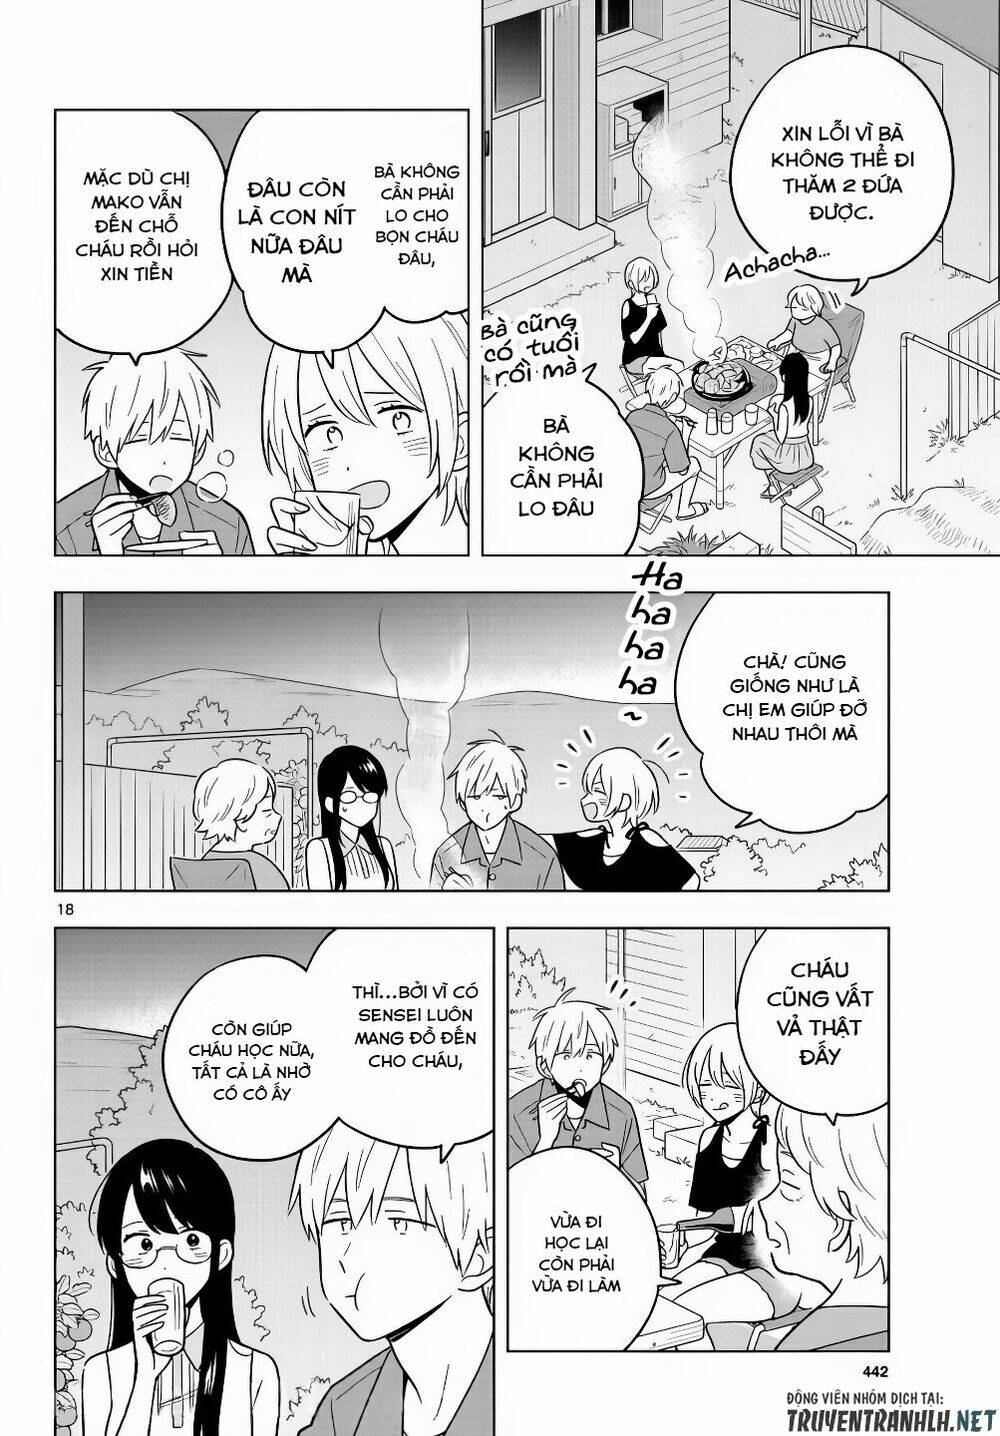 XIN LỖI VÌ BÀ
KHÔNG THỂ ĐI
THĂM 2 ĐỨA
ĐƯỢC.
Achacha...
Bà cũng
có tuổi
rồi mà
BÀ
KHÔNG
CẦN PHẢI
LO ĐÂU
BÀ KHÔNG
CẦN PHẢI
LO CHO
BỌN CHÁU
ĐÂU,
ĐÂU CÒN
LÀ CON NÍT
NỮA ĐÂU
MÀ
MẶC DÙ CHỊ
MAKO VẪN
ĐẾN CHỖ
CHÁU RỒI HỎI
XIN TIỀN
Ha
ha
ha
ha
~
CHÀ! CŨNG
GIỐNG NHƯ LÀ
CHỊ EM GIÚP ĐỠ
NHAU THÔI MÀ
18
CHÁU
CŨNG VẤT
VẢ THẬT
ĐẤY
VỪA ĐI
HỌC LẠI
CÒN PHẢI
VỪA ĐI LÀM
THÌ...BỞI VÌ CÓ
SENSEI LUÔN
MANG ĐỒ ĐẾN
CHO CHÁU,
CÒN GIÚP
CHÁU HỌC NỮA,
TẤT CẢ LÀ NHỜ
CÓ CÔ ẤY
442
ĐỘNG VIÊN NHÓM DỊCH TẠI:
TRUYENTRANHLH.NET